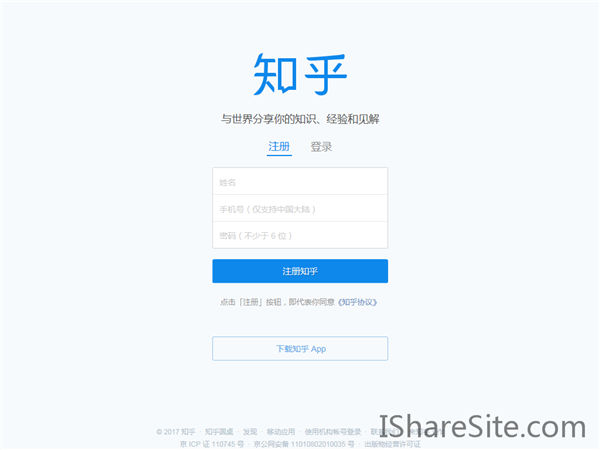 知乎
与世界分享你的知识、经验和见解
注册 登录
姓名
手机号（仅支持中国大陆）
密码（不少于 6 位）
注册知乎
点击「注册」按钮，即代表你同意《知乎协议》
下载知乎 App
© 2017 知乎 · 知乎圆桌 · 发现 · 移动应用 · 使用机构帐号登录 · 联系我们
京 ICP 证 110745 号 · 京公网安备 11010802010035 号 · 出版物经营许可证
IShareSite.com